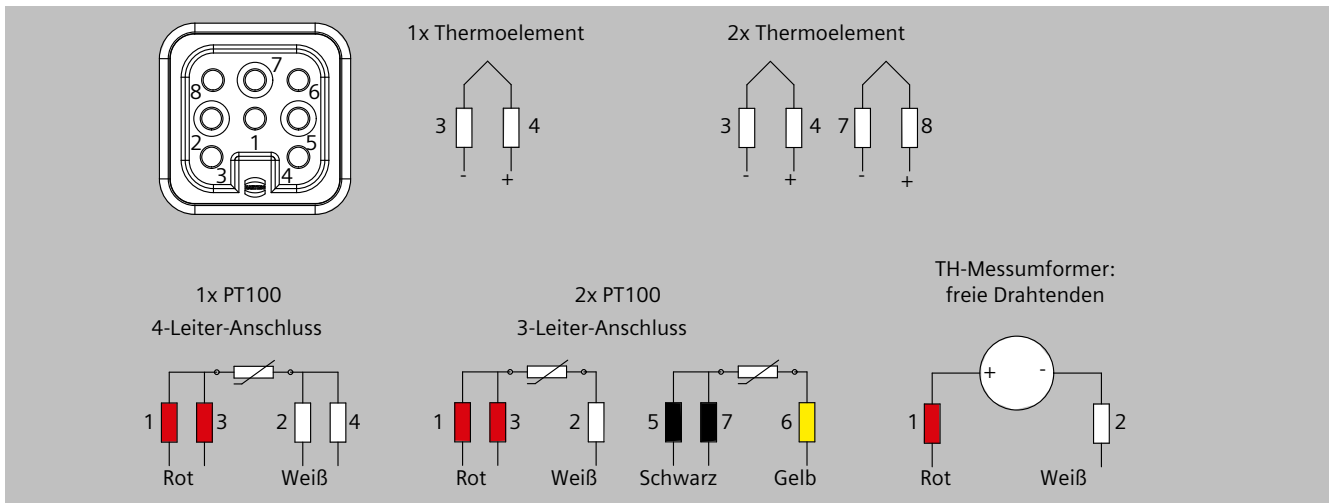 7
8 6
2 1 5
3 4
1x Thermoelement
3 4
- +
2x Thermoelement
3 4 7 8
- + - +
1x PT100
4-Leiter-Anschluss
1 3 2 4
Rot Weiß
2x PT100
3-Leiter-Anschluss
1 3 2 5 7 6
Rot Weiß Schwarz Gelb
TH-Messumformer:
freie Drahtenden
+ -
1 2
Rot Weiß